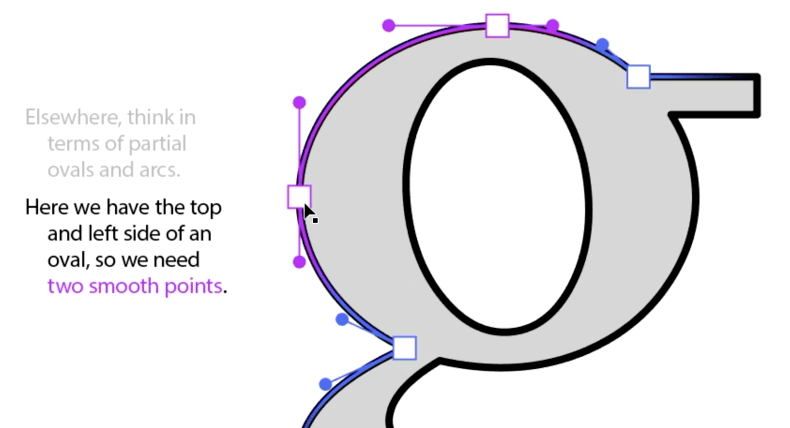 Elsewhere, think in
terms of partial
ovals and arcs.
Here we have the top
and left side of an
oval, so we need
two smooth points.